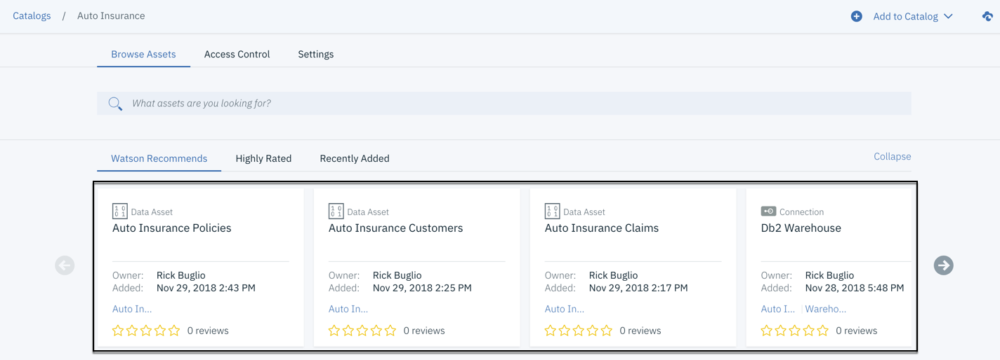 Catalogs / Auto Insurance
Add to Catalog
Browse Assets Access Control Settings
What assets are you looking for?
Watson Recommends Highly Rated Recently Added
Collapse
Data Asset
Auto Insurance Policies
Owner: Rick Buglio
Added: Nov 29, 2018 2:43 PM
Auto In...
0 reviews
Data Asset
Auto Insurance Customers
Owner: Rick Buglio
Added: Nov 29, 2018 2:25 PM
Auto In...
0 reviews
Data Asset
Auto Insurance Claims
Owner: Rick Buglio
Added: Nov 29, 2018 2:17 PM
Auto In...
0 reviews
Connection
Db2 Warehouse
Owner: Rick Buglio
Added: Nov 28, 2018 5:48 PM
Auto I... | Wareho...
0 reviews